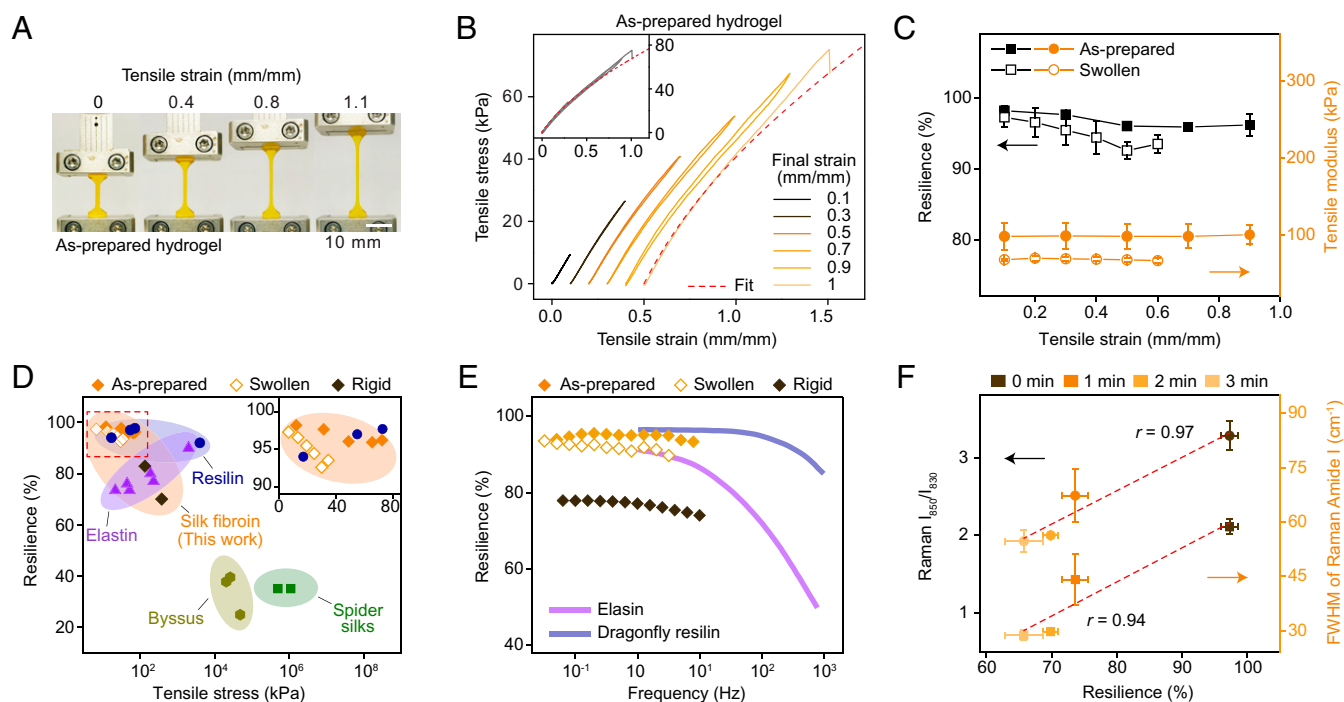 A
Tensile strain (mm/mm)
0 0.4 0.8 1.1
As-prepared hydrogel
10 mm
B
As-prepared hydrogel
Tensile stress (kPa)
60
40
20
0
0.0 0.5 1.0 1.5
Tensile strain (mm/mm)
80
40
0
0.0 0.5 1.0
Final strain
(mm/mm)
0.1
0.3
0.5
0.7
0.9
1
Fit
C
As-prepared
Swollen
Resilience (%)
100
90
80
0.2 0.4 0.6 0.8 1.0
Tensile strain (mm/mm)
300
200
100
0
Tensile modulus (kPa)
D
As-prepared Swollen Rigid
Resilience (%)
100
80
60
40
20
10² 10⁴ 10⁶ 10⁸
Tensile stress (kPa)
100
95
90
0 40 80
Resilin
Elastin
Silk fibroin
(This work)
Byssus
Spider
silks
E
As-prepared Swollen Rigid
Resilience (%)
100
80
60
40
10⁻¹ 10 10¹ 10² 10³
Frequency (Hz)
Elasin
Dragonfly resilin
F
0 min 1 min 2 min 3 min
Raman I850/I830
3
2
1
60 70 80 90 100
Resilience (%)
r = 0.97
r = 0.94
90
75
60
45
30
FWHM of Raman Amide I (cm⁻¹)